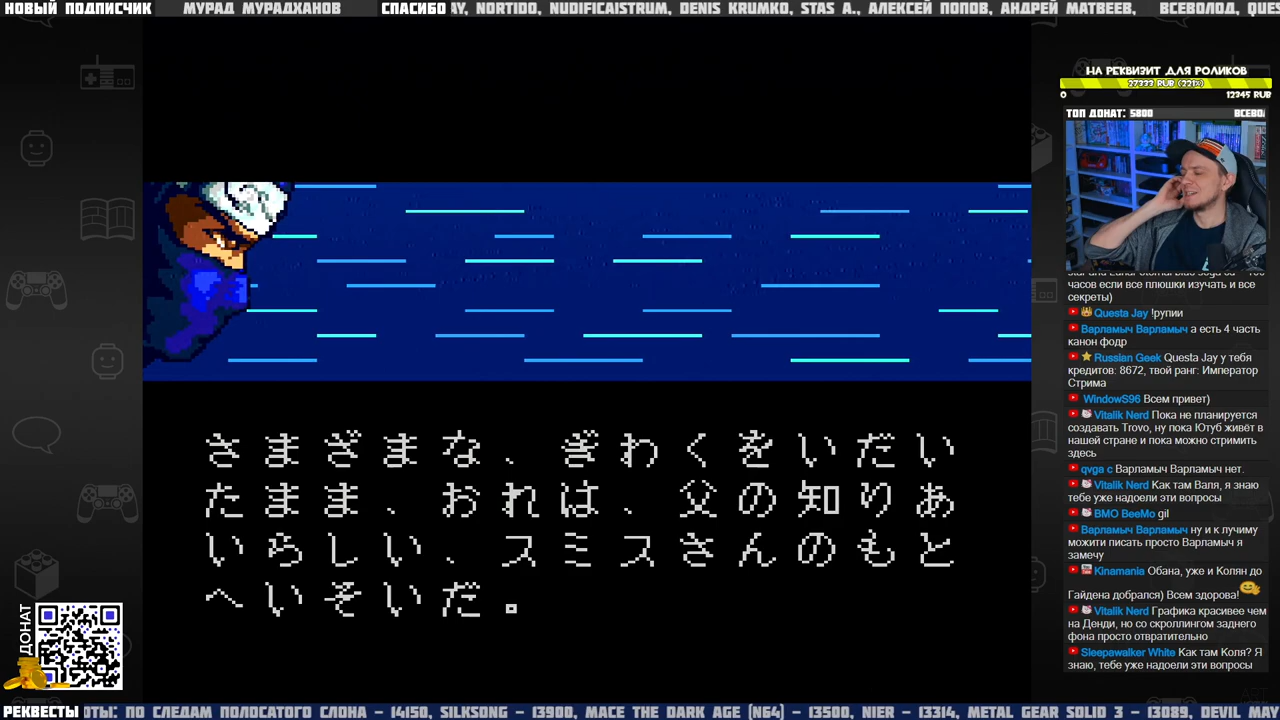 НОВЫЙ ПОДПИСЧИК МУРАД МУРАДХАНОВ СПАСИБО AY, NORTIDO, NUDIFICAISTRUM, DENIS KRUMKO, STAS A., АЛЕКСЕЙ ПОПОВ, АНДРЕЙ МАТВЕЕВ, ВСЕВОЛОД, QUES
НА РЕКВИЗИТ ДЛЯ РОЛИКОВ
27333 RUB (221%)
0 12345 RUB
ТОП ДОНАТ: 5800 ВСЕВО
さまざまな、ぎわくをいだい
たまま、おれは、父の知りあ
いらしい、スミスさんのもと
へいそいだ。
часов если все плюшки изучать и все
секреты)
Questa Jay !рупии
Варламыч Варламыч а есть 4 часть
канон фодр
Russian Geek Questa Jay у тебя
кредитов: 8672, твой ранг: Император
Стрима
WindowS96 Всем привет)
Vitalik Nerd Пока не планируется
создавать Trovo, ну пока Ютуб живёт в
нашей стране и пока можно стримить
здесь
qvga c Варламыч Варламыч нет.
Vitalik Nerd Как там Валя, я знаю
тебе уже надоели эти вопросы
BMO BeeMo gil
Варламыч Варламыч ну и к лучиму
можити писать просто Варламыч я
замечу
Kinamania Обана, уже и Колян до
Гайдена добрался) Всем здорова!
Vitalik Nerd Графика красивее чем
на Денди, но со скроллингом заднего
фона просто отвратительно
Sleepawalker White Как там Коля? Я
знаю, тебе уже надоели эти вопросы
ДОНАТ
РЕКВЕСТЫ ОТЫ: ПО СЛЕДАМ ПОЛОСАТОГО СЛОНА - 14150, SILKSONG - 13900, MACE THE DARK AGE (N64) - 13500, NIER - 13314, METAL GEAR SOLID 3 - 13089, DEVIL MAY